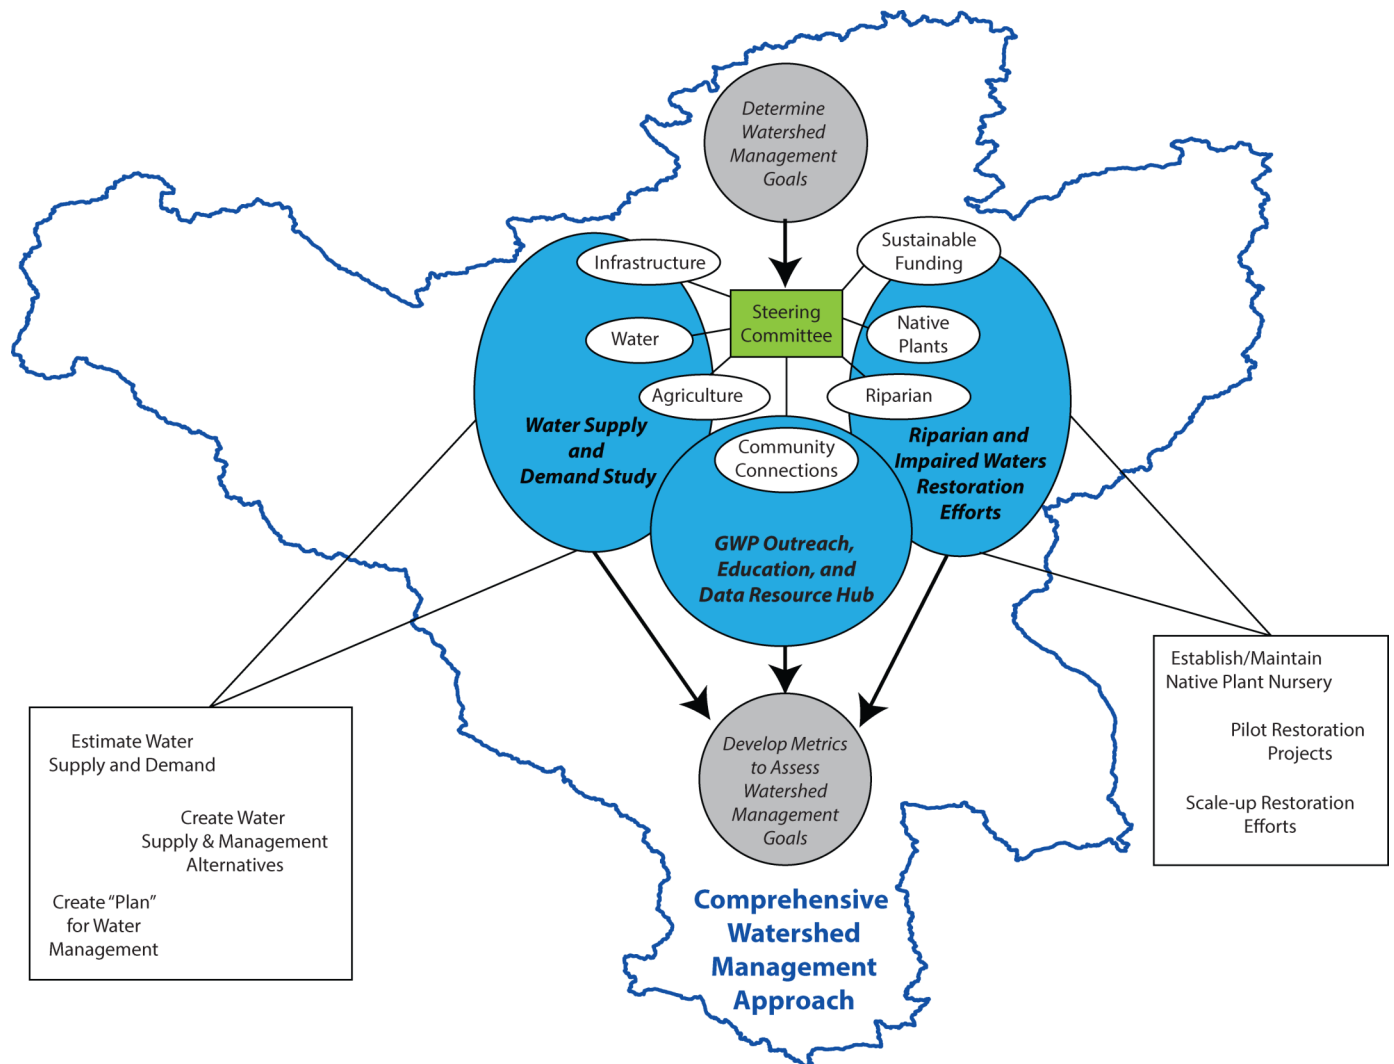 Determine
Watershed
Management
Goals
Infrastructure
Sustainable
Funding
Steering
Committee
Water
Native
Plants
Agriculture
Riparian
Water Supply
and
Demand Study
Community
Connections
Riparian and
Impaired Waters
Restoration
Efforts
GWP Outreach,
Education, and
Data Resource Hub
Establish/Maintain
Native Plant Nursery
Pilot Restoration
Projects
Scale-up Restoration
Efforts
Estimate Water
Supply and Demand
Create Water
Supply & Management
Alternatives
Create “Plan”
for Water
Management
Develop Metrics
to Assess
Watershed
Management
Goals
Comprehensive
Watershed
Management
Approach